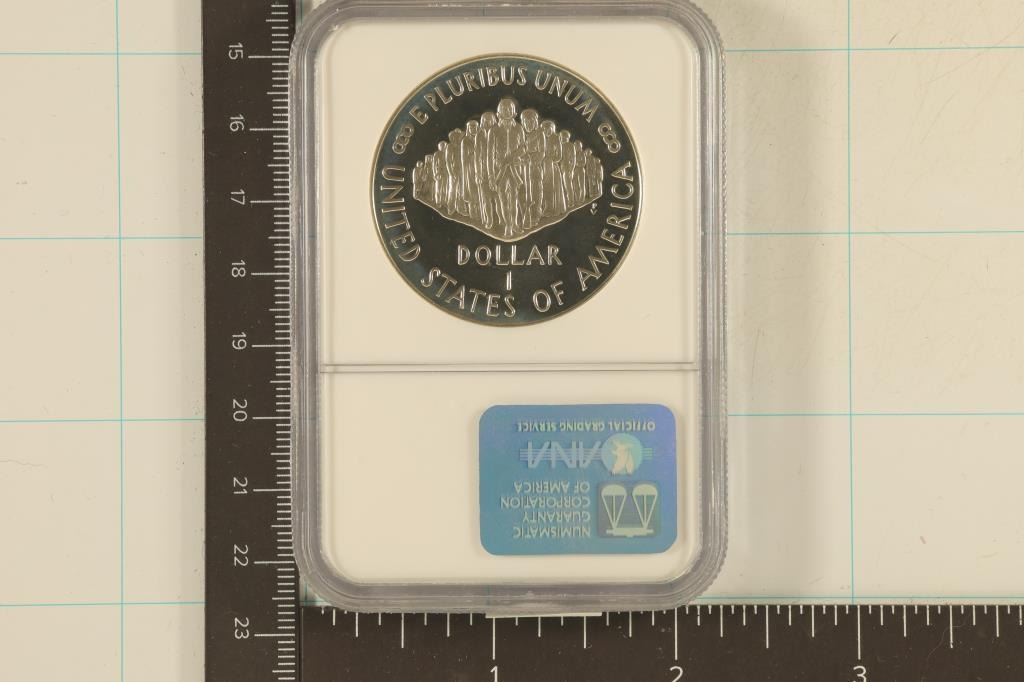 E PLURIBUS UNUM
UNITED STATES OF AMERICA
DOLLAR
1
OFFICIAL GRADING SERVICE
ANA
NUMISMATIC
GUARANTY
CORPORATION
OF AMERICA
15
16
17
18
19
20
21
22
23
1
2
3